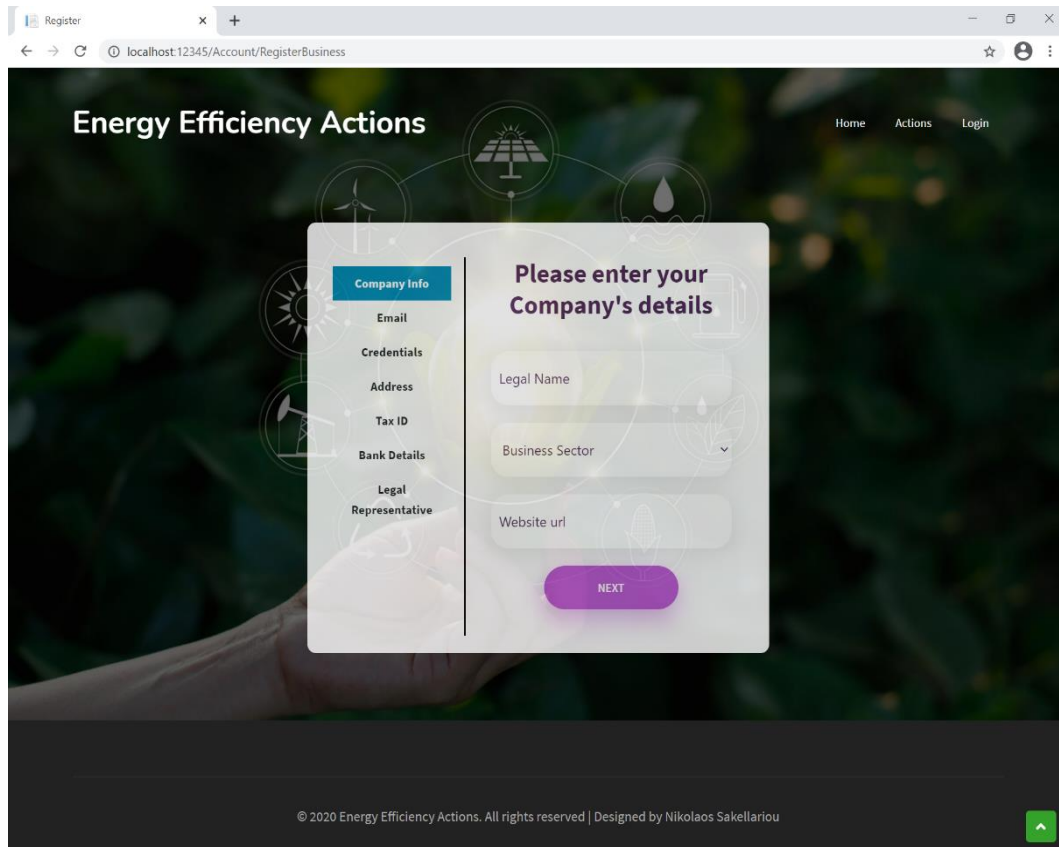 Register
localhost:12345/Account/RegisterBusiness
Energy Efficiency Actions
Home Actions Login
Company Info
Email
Credentials
Address
Tax ID
Bank Details
Legal
Representative
Please enter your
Company's details
Legal Name
Business Sector
Website url
NEXT
© 2020 Energy Efficiency Actions. All rights reserved | Designed by Nikolaos Sakellariou